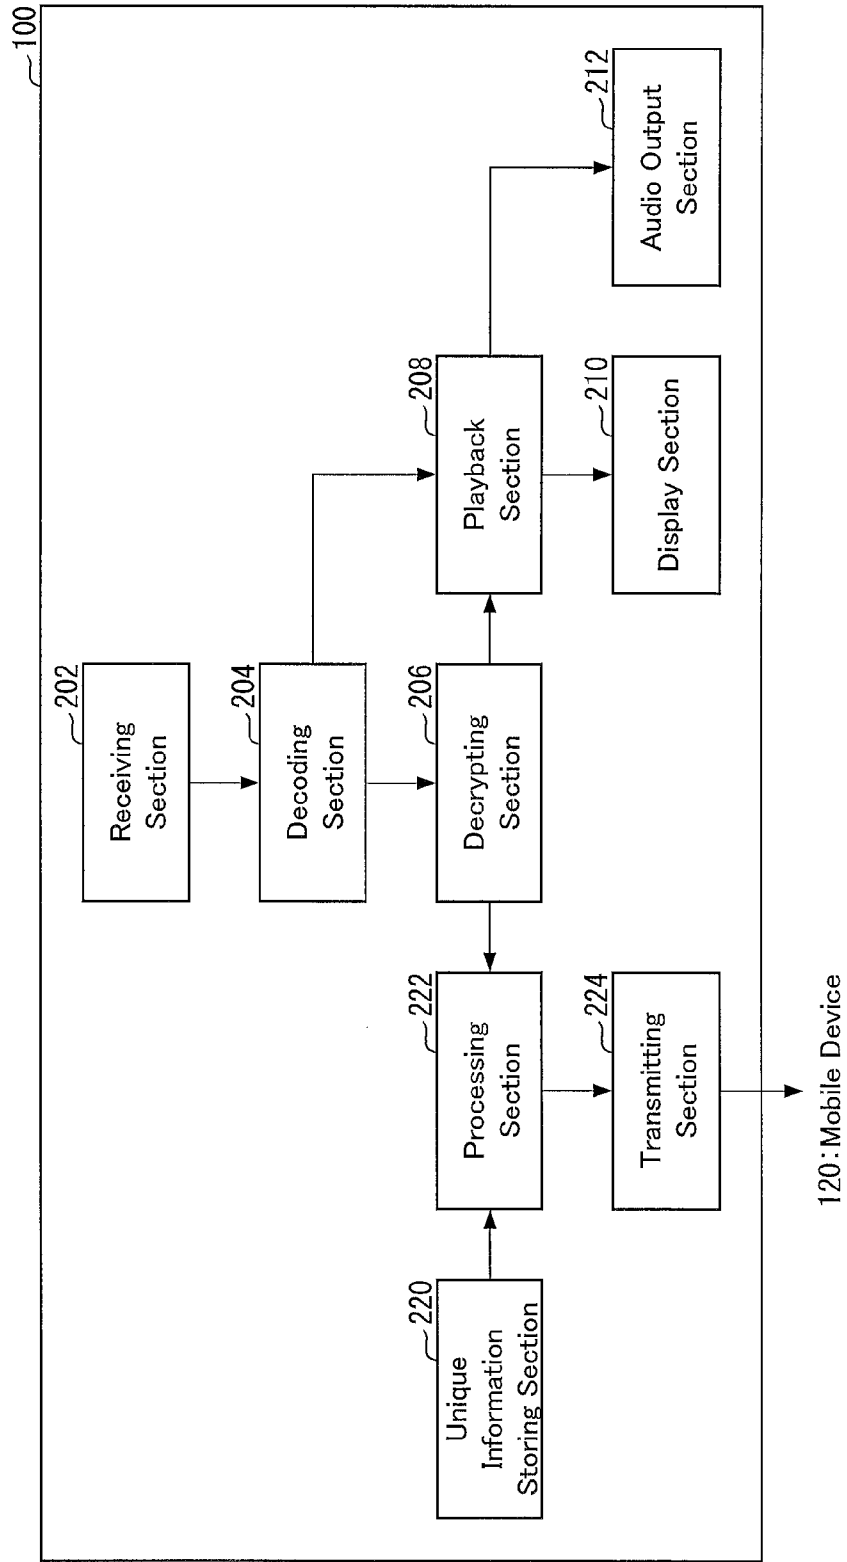 100
202
Receiving
Section
204
Decoding
Section
220
Unique
Information
Storing Section
222
Processing
Section
206
Decrypting
Section
208
Playback
Section
224
Transmitting
Section
210
Display Section
212
Audio Output
Section
120:Mobile Device